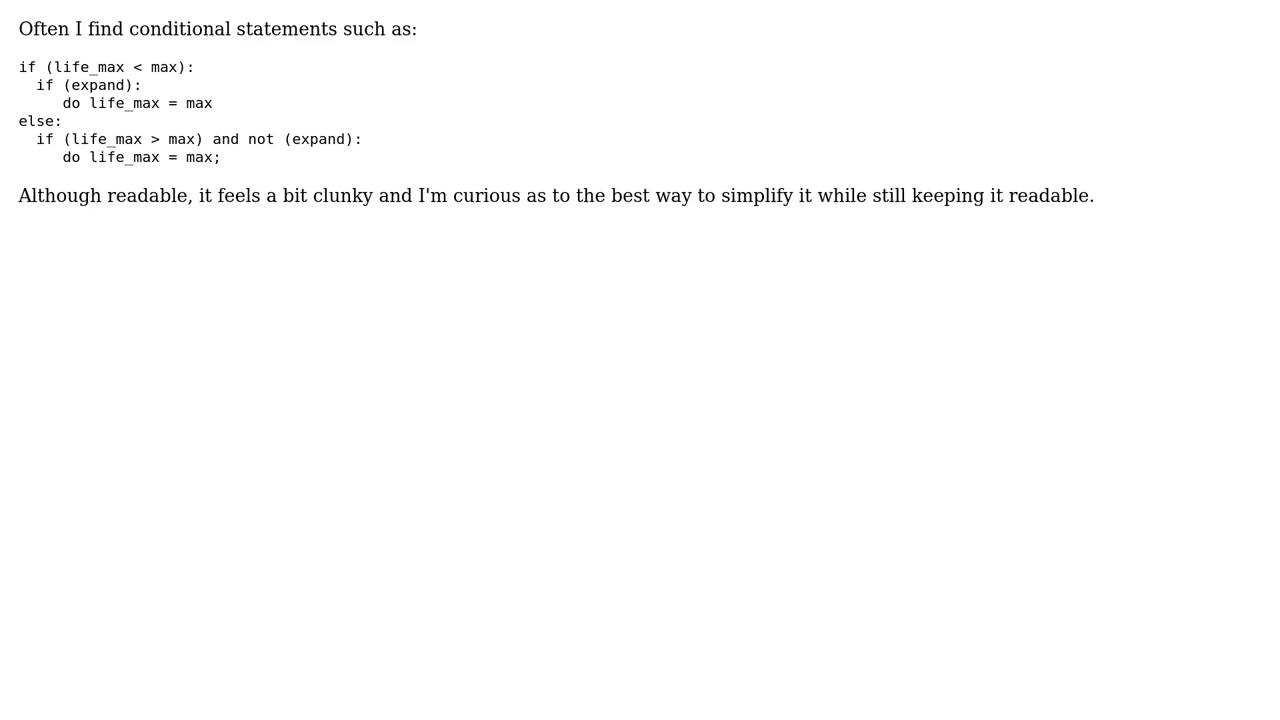 Often I find conditional statements such as:
if (life_max < max):
  if (expand):
     do life_max = max
else:
  if (life_max > max) and not (expand):
     do life_max = max;
Although readable, it feels a bit clunky and I'm curious as to the best way to simplify it while still keeping it readable.